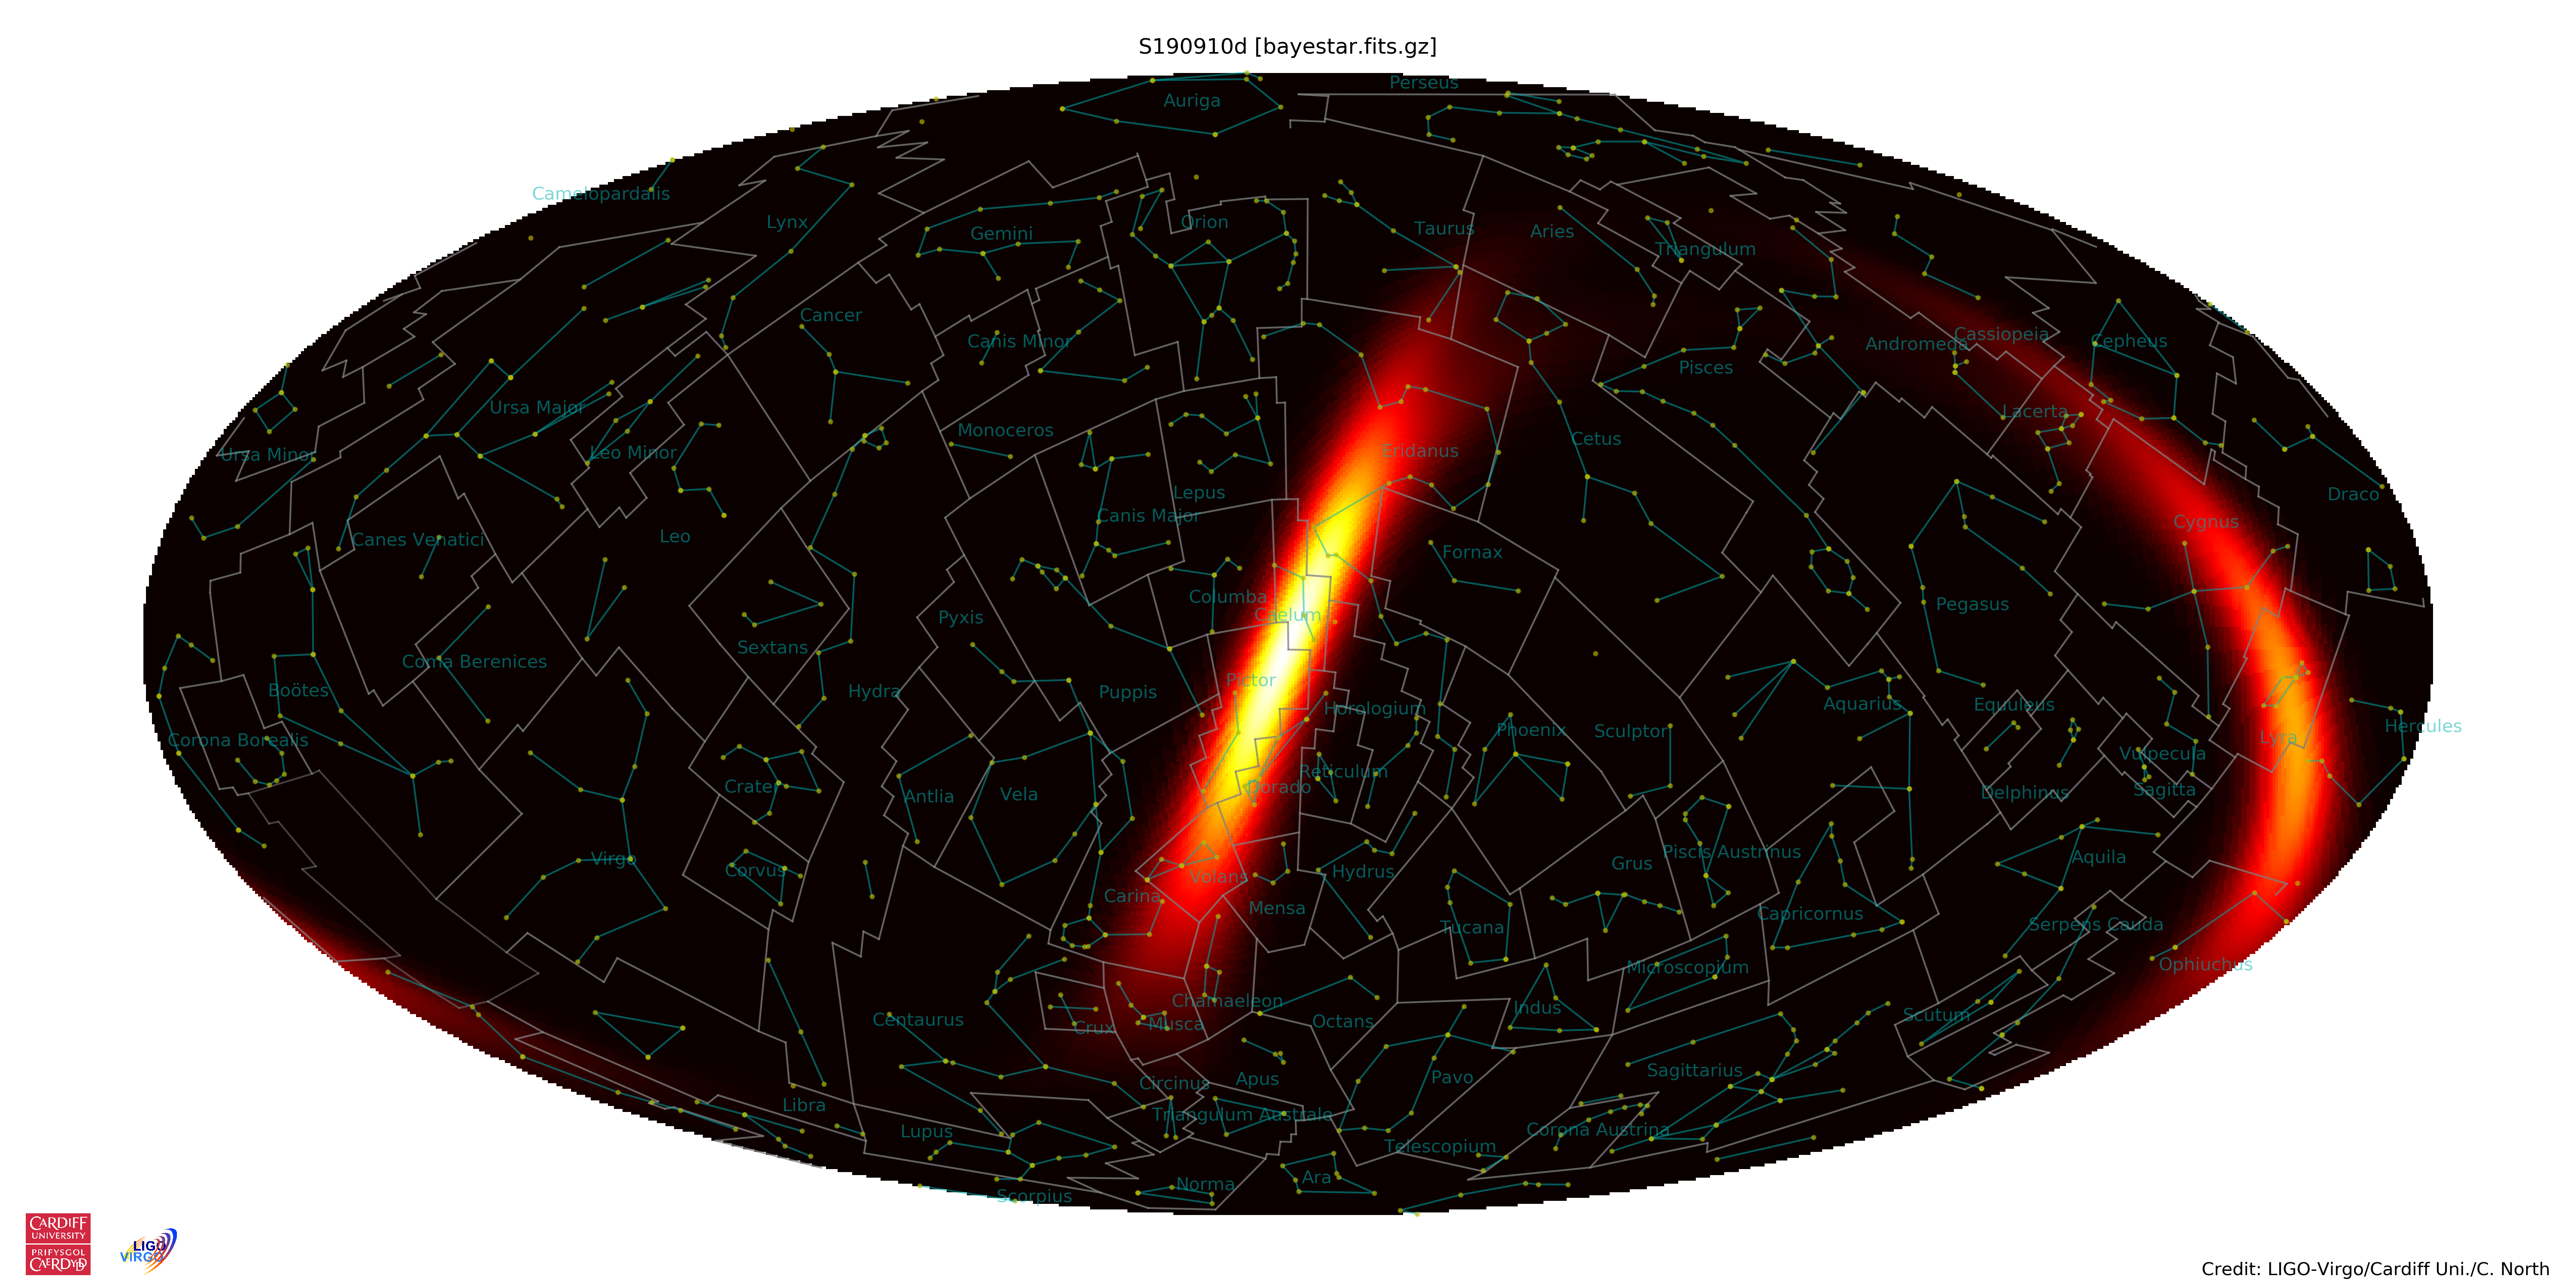 S190910d [bayestar.fits.gz]
Perseus
Auriga
Camelopardalis
Lynx
Orion
Taurus
Aries
Gemini
Triangulum
Cancer
Canis Minor
Cassiopeia
Cepheus
Andromeda
Pisces
Ursa Major
Lacerta
Monoceros
Cetus
Leo Minor
Eridanus
Ursa Minor
Lepus
Draco
Canis Major
Cygnus
Canes Venatici
Leo
Fornax
Columba
Pegasus
Caelum
Pyxis
Sextans
Coma Berenices
Pictor
Boötes
Hydra
Puppis
Horologium
Aquarius
Equuleus
Hercules
Phoenix
Sculptor
Corona Borealis
Lyra
Vulpecula
Reticulum
Crater
Dorado
Sagitta
Antlia
Vela
Delphinus
Piscis Austrinus
Virgo
Aquila
Grus
Corvus
Hydrus
Volans
Carina
Mensa
Capricornus
Tucana
Serpens Cauda
Microscopium
Ophiuchus
Chamaeleon
Indus
Scutum
Centaurus
Octans
Musca
Crux
Sagittarius
Pavo
Apus
Circinus
Libra
Triangulum Australe
Lupus
Corona Austrina
Telescopium
Ara
Norma
Scorpius
CARDIFF
UNIVERSITY
PRIFYSGOL
CAERDYDD
LIGO
VIRGO
Credit: LIGO-Virgo/Cardiff Uni./C. North